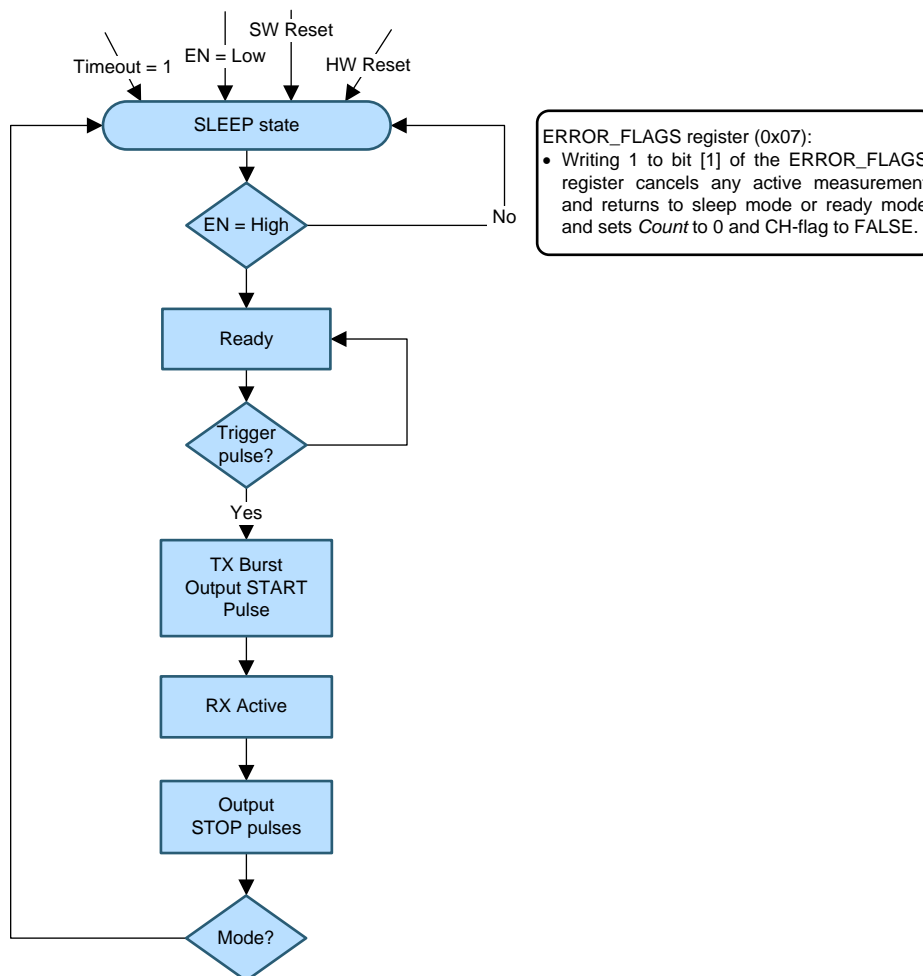 SW Reset
EN = Low
Timeout = 1
HW Reset
SLEEP state
ERROR_FLAGS register (0x07):
• Writing 1 to bit [1] of the ERROR_FLAGS
register cancels any active measurement
and returns to sleep mode or ready mode
and sets Count to 0 and CH-flag to FALSE.
No
EN = High
Ready
Trigger
pulse?
Yes
TX Burst
Output START
Pulse
RX Active
Output
STOP pulses
Mode?